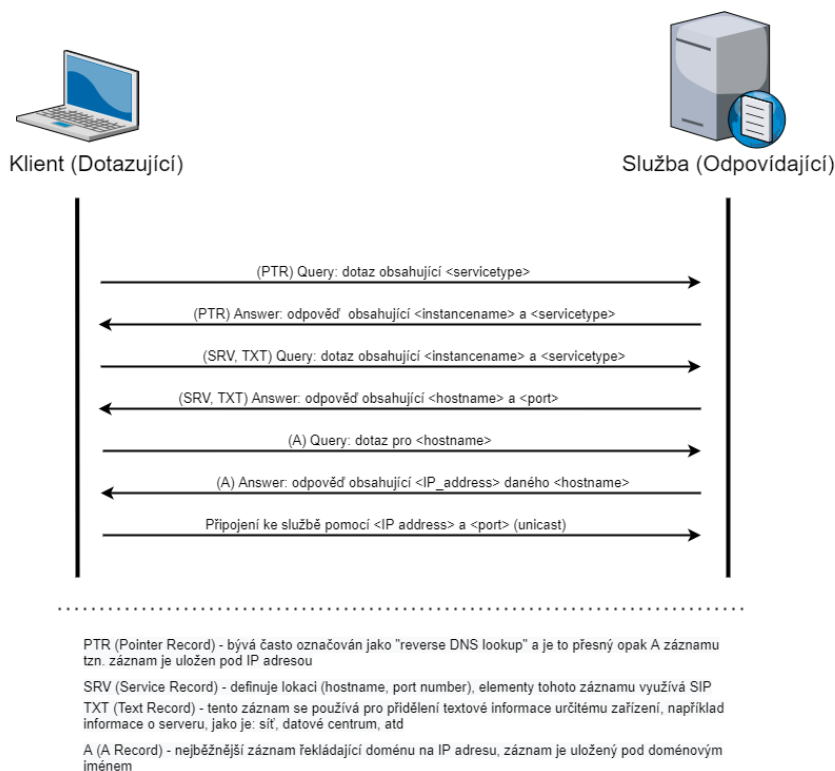 Klient (Dotazující)
Služba (Odpovídající)
(PTR) Query: dotaz obsahující <servicetype>
(PTR) Answer: odpověď obsahující <instancename> a <servicetype>
(SRV, TXT) Query: dotaz obsahující <instancename> a <servicetype>
(SRV, TXT) Answer: odpověď obsahující <hostname> a <port>
(A) Query: dotaz pro <hostname>
(A) Answer: odpověď obsahující <IP_address> daného <hostname>
Připojení ke službě pomocí <IP address> a <port> (unicast)
PTR (Pointer Record) - bývá často označován jako "reverse DNS lookup" a je to přesný opak A záznamu
tzn. záznam je uložen pod IP adresou
SRV (Service Record) - definuje lokaci (hostname, port number), elementy tohoto záznamu využívá SIP
TXT (Text Record) - tento záznam se používá pro přidělení textové informace určitému zařízení, například
informace o serveru, jako je: síť, datové centrum, atd
A (A Record) - nejběžnější záznam řekládající doménu na IP adresu, záznam je uložený pod doménovým
jménem